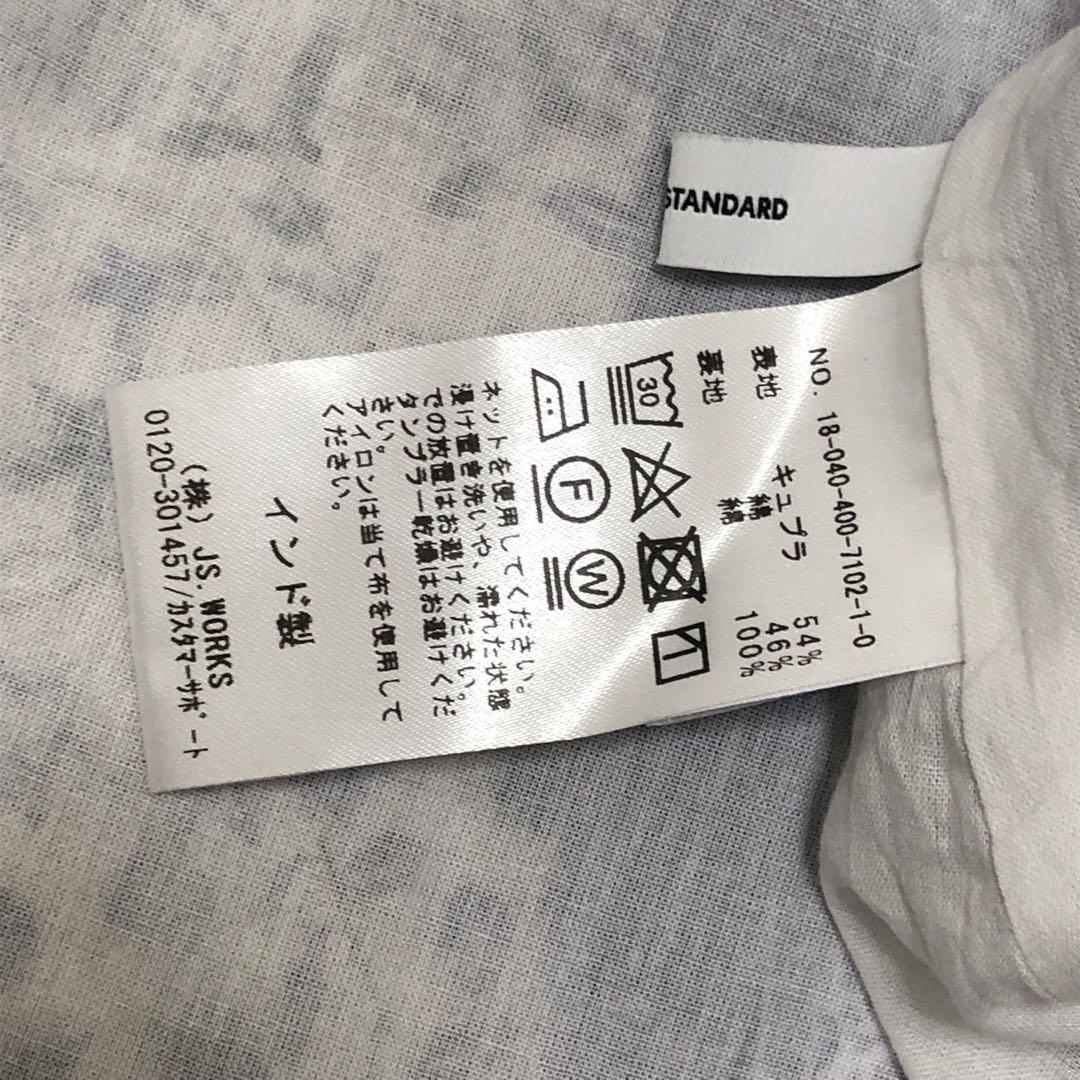 STANDARD
NO. 18-040-400-7102-1-0
表地 キュプラ 54%
綿 46%
裏地 綿 100%
30
F W
ネットを使用してください。
浸け置き洗いや、濡れた状態
での放置はお避けください。
タンブラー乾燥はお避けくだ
さい。
アイロンは当て布を使用して
ください。
インド製
(株) JS. WORKS
0120-301457/カスタマーサポート